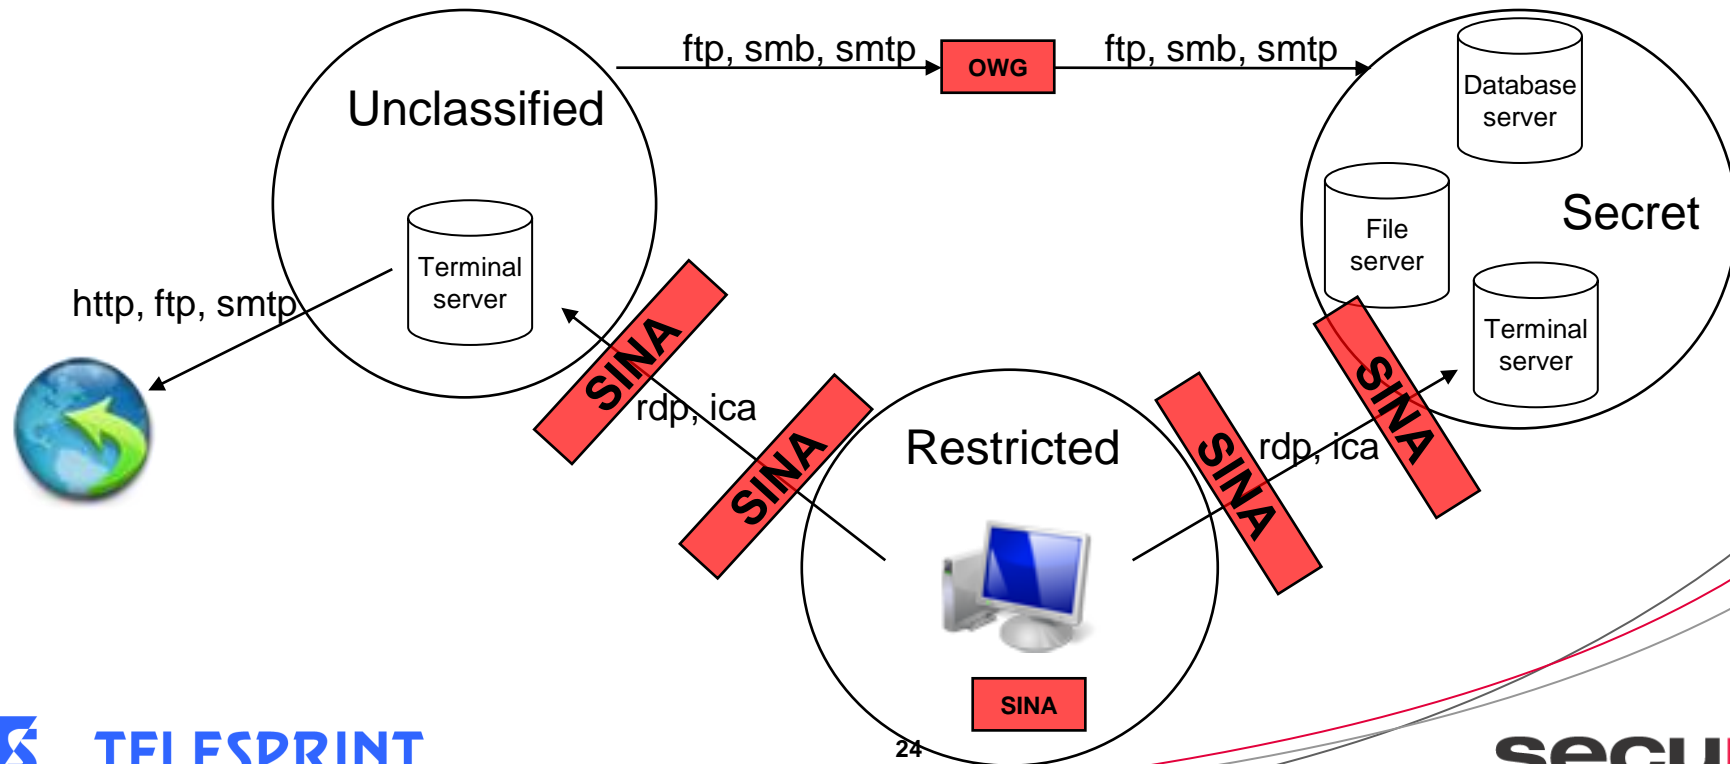 ftp, smb, smtp
OWG
ftp, smb, smtp
Database
server
Unclassified
File
server
Secret
Terminal
server
http, ftp, smtp
Terminal
server
SINA
rdp, ica
SINA
Restricted
SINA
rdp, ica
SINA
SINA
24
TELESPRINT
secu